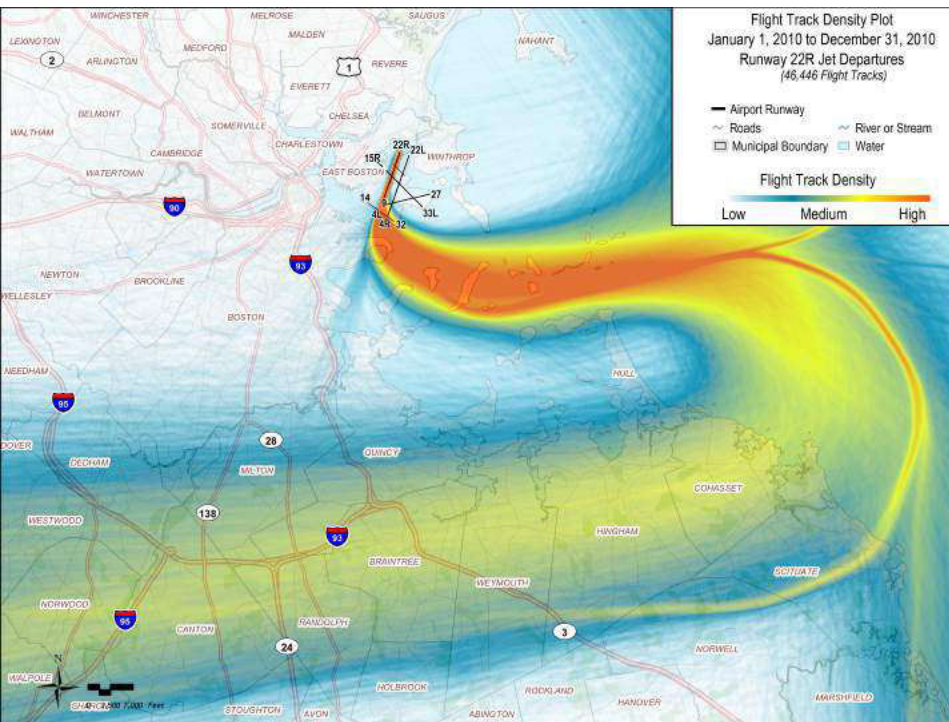 Flight Track Density Plot
January 1, 2010 to December 31, 2010
Runway 22R Jet Departures
(46,446 Flight Tracks)
Airport Runway
Roads
River or Stream
Municipal Boundary
Water
Flight Track Density
Low Medium High
WINCHESTER
MELROSE
SAUGUS
LEXINGTON
MALDEN
NAHANT
MEDFORD
2
ARLINGTON
1
REVERE
EVERETT
BELMONT
CHELSEA
SOMERVILLE
WALTHAM
CHARLESTOWN
22R
22L
CAMBRIDGE
15R
WINTHROP
WATERTOWN
EAST BOSTON
14
27
90
9
4L
33L
4R
32
93
NEWTON
BROOKLINE
WELLESLEY
BOSTON
NEEDHAM
HULL
95
28
DOVER
QUINCY
DEDHAM
MILTON
COHASSET
138
WESTWOOD
HINGHAM
93
BRAINTREE
SCITUATE
WEYMOUTH
NORWOOD
95
RANDOLPH
CANTON
3
24
NORWELL
N
WALPOLE
HOLBROOK
ROCKLAND
MARSHFIELD
SHARON
Feet
STOUGHTON
AVON
ABINGTON
HANOVER